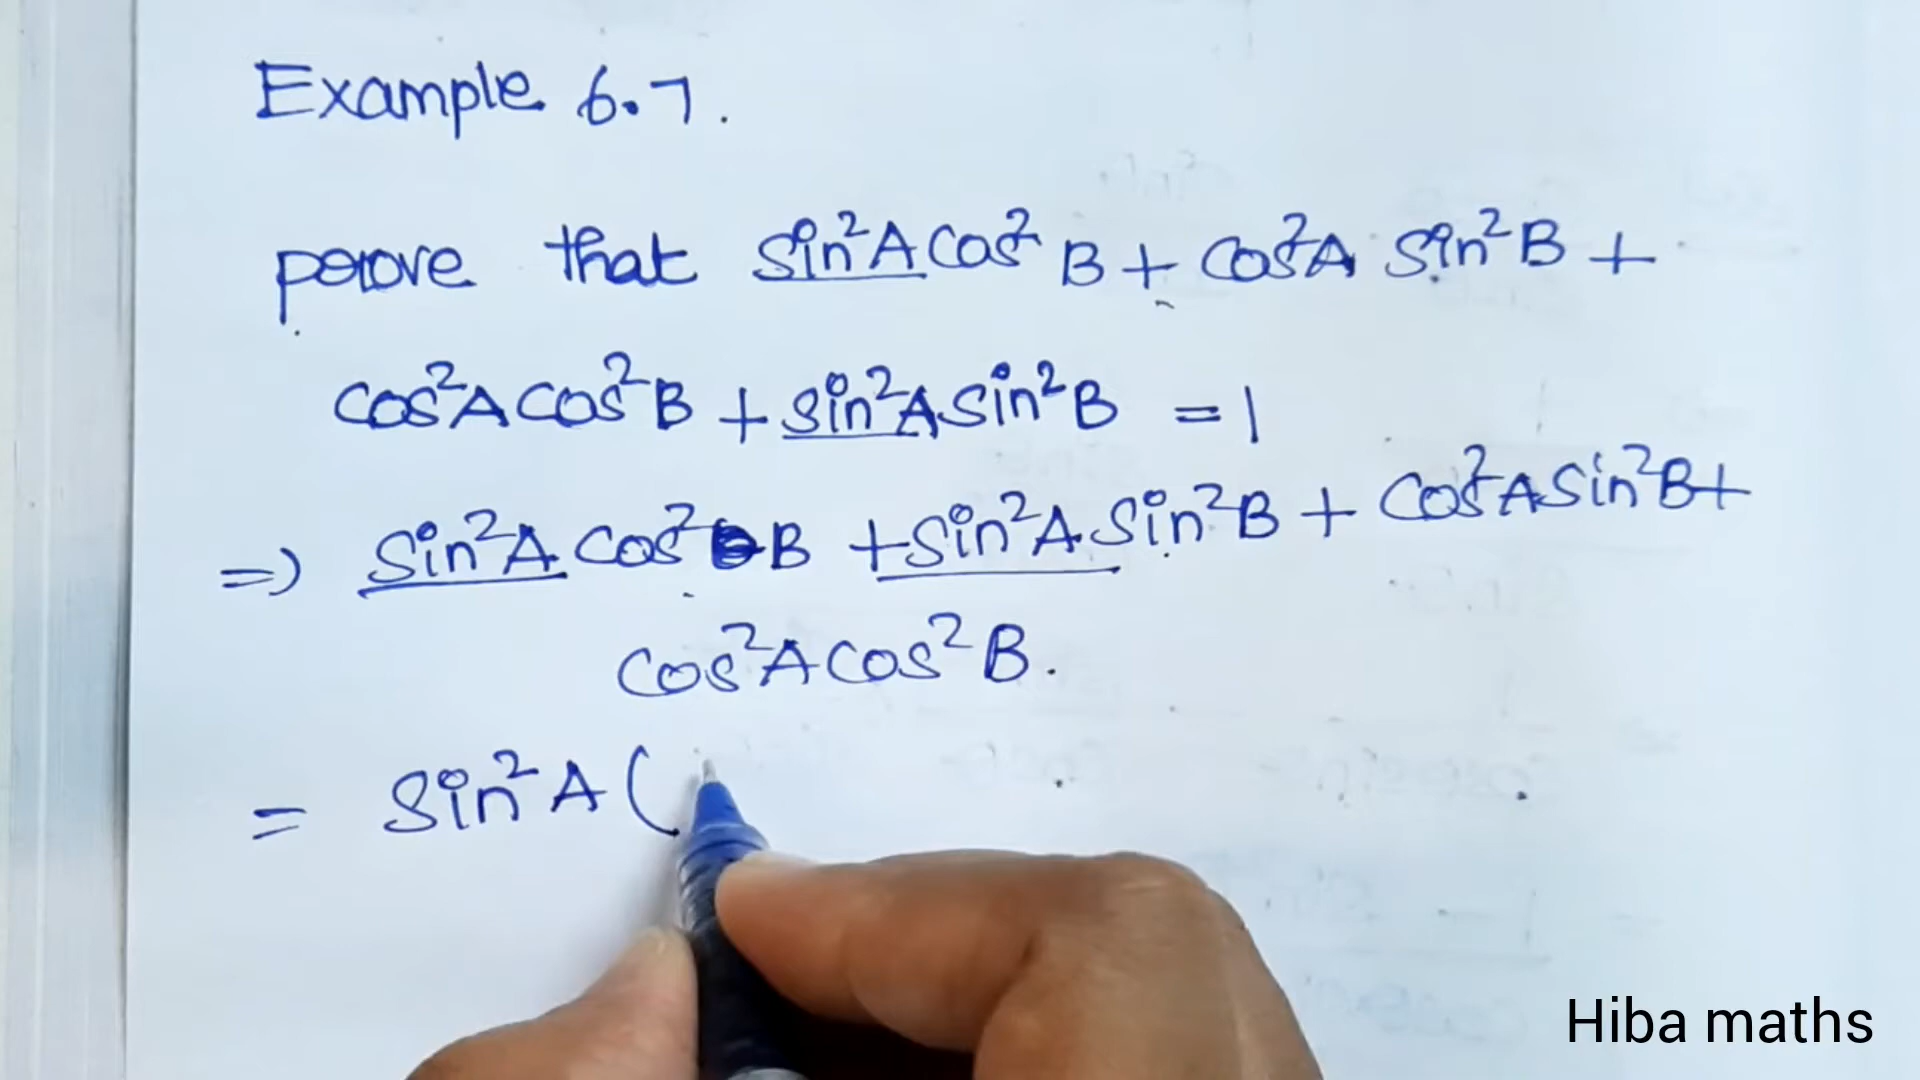 Example 6.7.
prove that Sin²A Cos²B + Cos²A Sin²B +
Cos²A Cos²B + Sin²A Sin²B = 1
=) Sin²A Cos²B + Sin²A Sin²B + Cos²A Sin²B +
Cos²A Cos²B.
= Sin²A (
Hiba maths